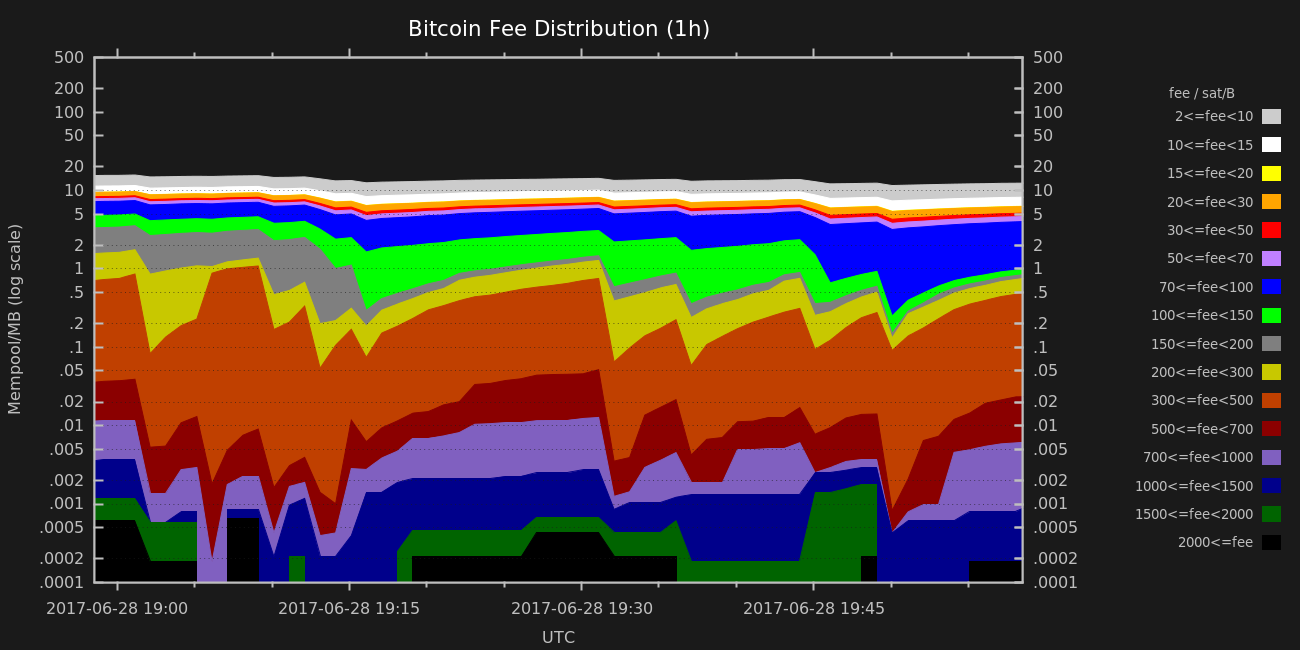 Bitcoin Fee Distribution (1h)
Mempool/MB (log scale)
500
200
100
50
20
10
5
2
1
.5
.2
.1
.05
.02
.01
.005
.002
.001
.0005
.0002
.0001
500
200
100
50
20
10
5
2
1
.5
.2
.1
.05
.02
.01
.005
.002
.001
.0005
.0002
.0001
2017-06-28 19:00
2017-06-28 19:15
2017-06-28 19:30
2017-06-28 19:45
UTC
fee / sat/B
2<=fee<10
10<=fee<15
15<=fee<20
20<=fee<30
30<=fee<50
50<=fee<70
70<=fee<100
100<=fee<150
150<=fee<200
200<=fee<300
300<=fee<500
500<=fee<700
700<=fee<1000
1000<=fee<1500
1500<=fee<2000
2000<=fee